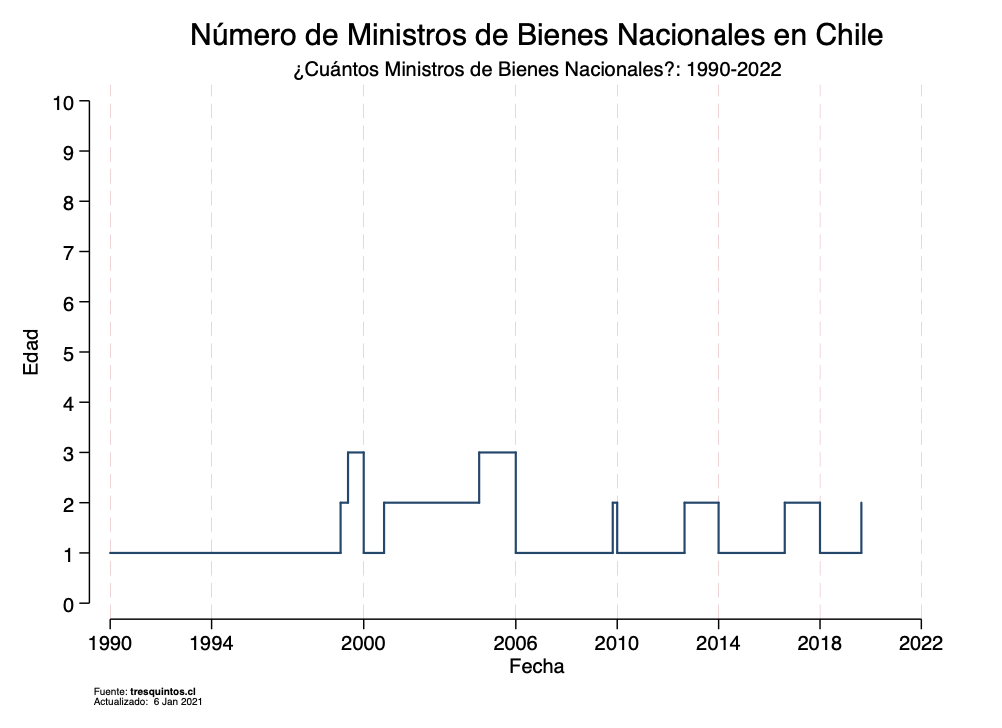 Número de Ministros de Bienes Nacionales en Chile
¿Cuántos Ministros de Bienes Nacionales?: 1990-2022
10
9
8
7
6
5
4
3
2
1
0
Edad
1990 1994 2000 2006 2010 2014 2018 2022
Fecha
Fuente: tresquintos.cl
Actualizado: 6 Jan 2021